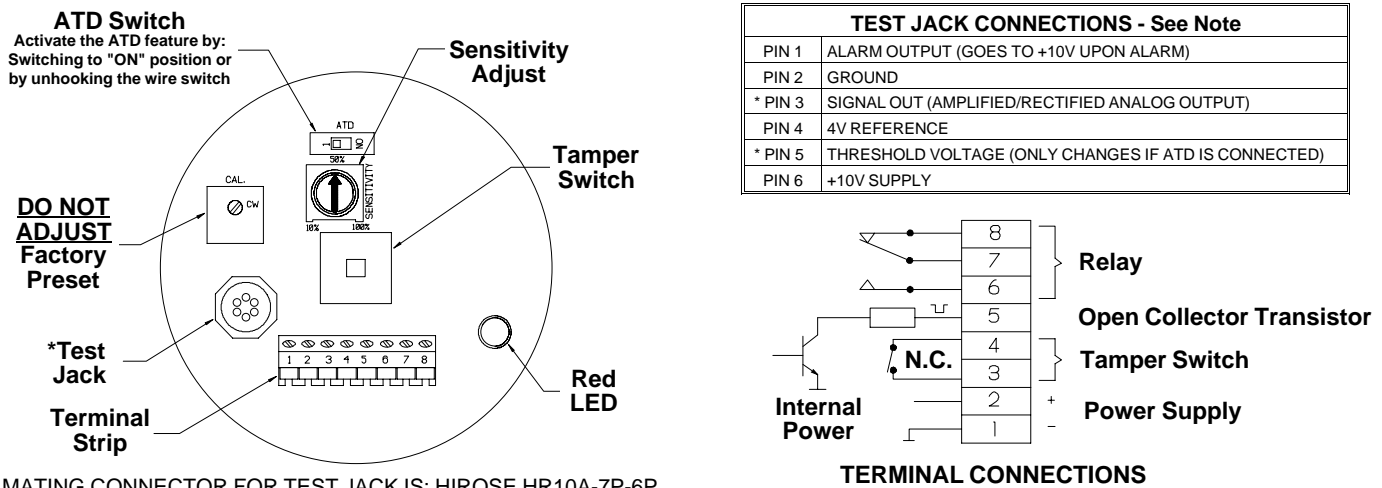 ATD Switch
Activate the ATD feature by:
Switching to "ON" position or
by unhooking the wire switch
Sensitivity
Adjust
ATD
1
NO
50%
SENSITIVITY
10%
100%
Tamper
Switch
CAL.
CW
DO NOT
ADJUST
Factory
Preset
*Test
Jack
1 2 3 4 5 6 7 8
Red
LED
Terminal
Strip
MATING CONNECTOR FOR TEST JACK IS: HIROSE HR10A-7P-6P
TEST JACK CONNECTIONS - See Note
PIN 1 ALARM OUTPUT (GOES TO +10V UPON ALARM)
PIN 2 GROUND
* PIN 3 SIGNAL OUT (AMPLIFIED/RECTIFIED ANALOG OUTPUT)
PIN 4 4V REFERENCE
* PIN 5 THRESHOLD VOLTAGE (ONLY CHANGES IF ATD IS CONNECTED)
PIN 6 +10V SUPPLY
8
7 Relay
6
5 Open Collector Transistor
N.C. 4 Tamper Switch
3
2 + Power Supply
1 -
Internal
Power
TERMINAL CONNECTIONS